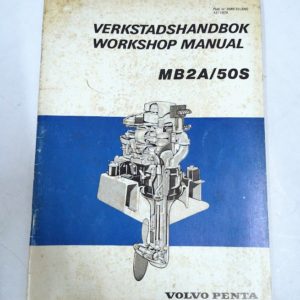 VERKSTADSHANDBOK
WORKSHOP MANUAL
MB2A/50S
VOLVO PENTA